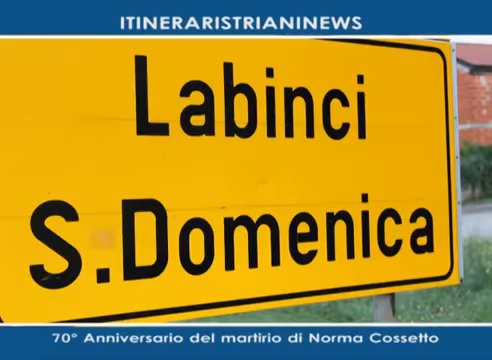 ITINERARISTRIANINEWS
Labinci
S.Domenica
70° Anniversario del martirio di Norma Cossetto